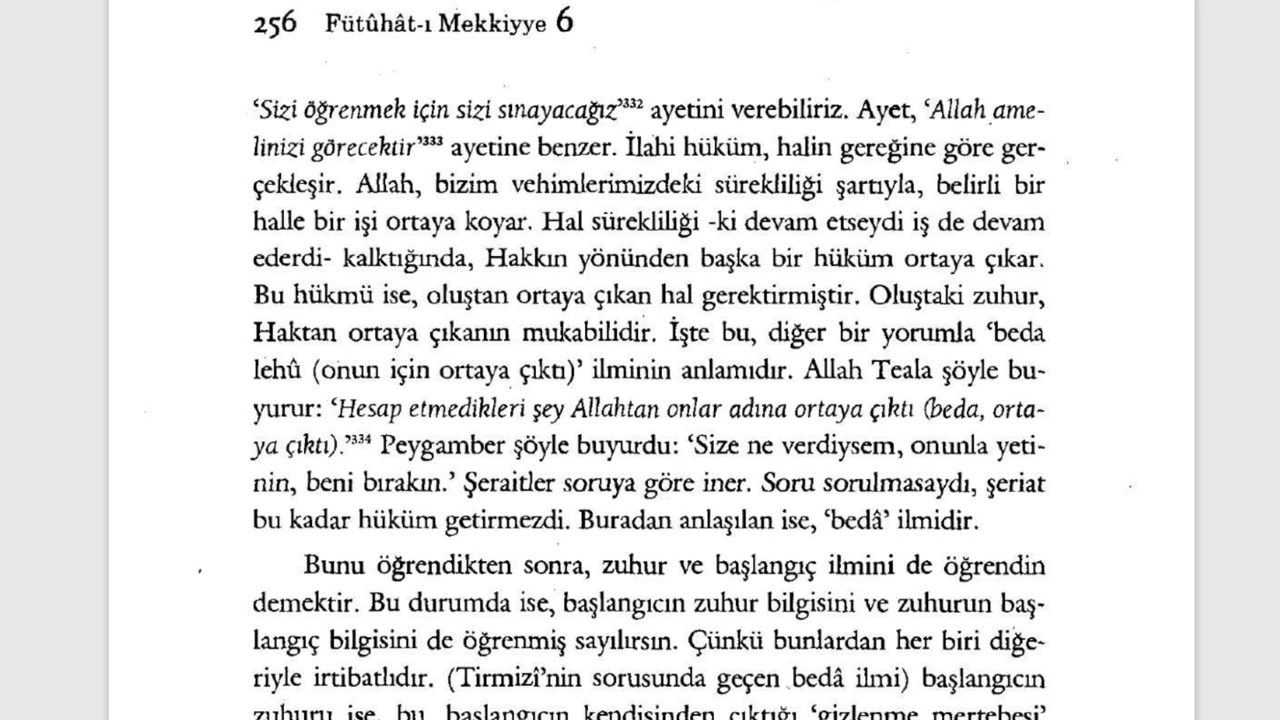 256 Fütûhât-ı Mekkiyye 6
‘Sizi öğrenmek için sizi sınayacağız’³³² ayetini verebiliriz. Ayet, ‘Allah ame-
linizi görecektir’³³³ ayetine benzer. İlahi hüküm, halin gereğine göre ger-
çekleşir. Allah, bizim vehimlerimizdeki sürekliliği şartıyla, belirli bir
halle bir işi ortaya koyar. Hal sürekliliği -ki devam etseydi iş de devam
ederdi- kalktığında, Hakkın yönünden başka bir hüküm ortaya çıkar.
Bu hükmü ise, oluştan ortaya çıkan hal gerektirmiştir. Oluştaki zuhur,
Haktan ortaya çıkanın mukabilidir. İşte bu, diğer bir yorumla ‘beda
lehû (onun için ortaya çıktı)’ ilminin anlamıdır. Allah Teala şöyle bu-
yurur: ‘Hesap etmedikleri şey Allahtan onlar adına ortaya çıktı (beda, orta-
ya çıktı).’³³⁴ Peygamber şöyle buyurdu: ‘Size ne verdiysem, onunla yeti-
nin, beni bırakın.’ Şeraitler soruya göre iner. Soru sorulmasaydı, şeriat
bu kadar hüküm getirmezdi. Buradan anlaşılan ise, ‘bedâ’ ilmidir.
Bunu öğrendikten sonra, zuhur ve başlangıç ilmini de öğrendin
demektir. Bu durumda ise, başlangıcın zuhur bilgisini ve zuhurun baş-
langıç bilgisini de öğrenmiş sayılırsın. Çünkü bunlardan her biri diğe-
riyle irtibatlıdır. (Tirmizî’nin sorusunda geçen bedâ ilmi) başlangıcın
zuhuru ise, bu, başlangıcın kendisinden çıktığı ‘gizlenme mertebesi’